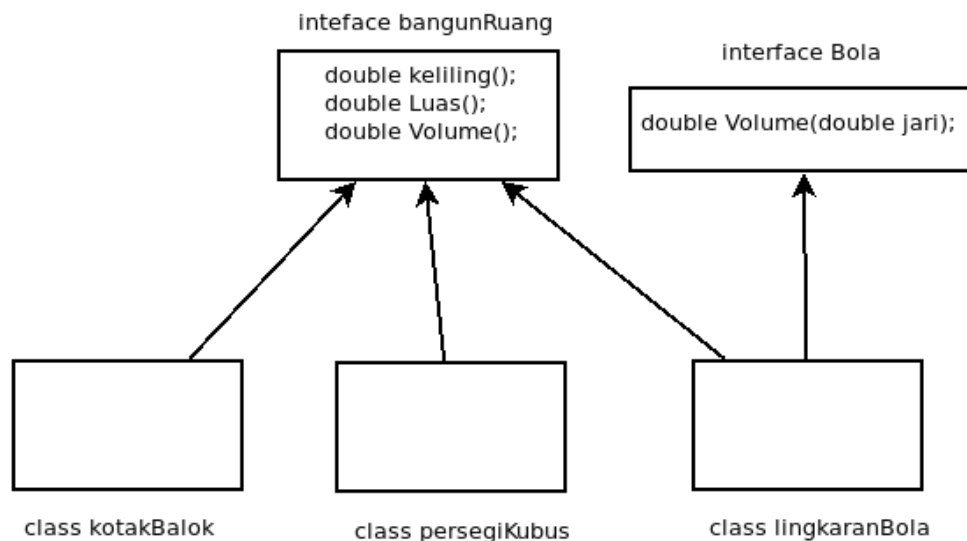 inteface bangunRuang
double keliling();
double Luas();
double Volume();
interface Bola
double Volume(double jari);
class kotakBalok
class persegiKubus
class lingkaranBola